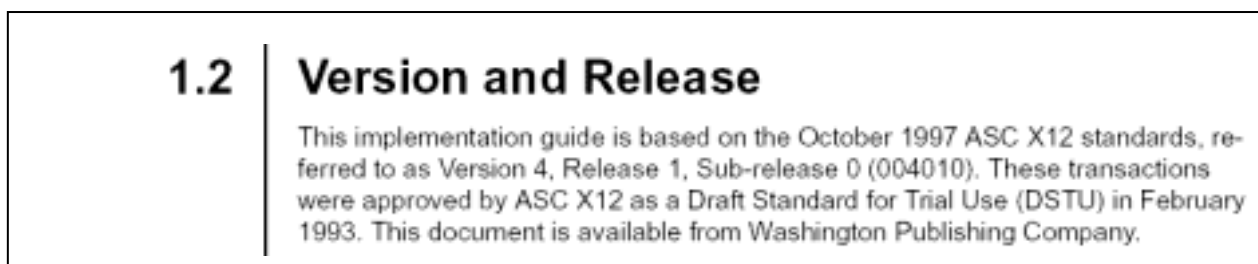 1.2 Version and Release
This implementation guide is based on the October 1997 ASC X12 standards, re-
ferred to as Version 4, Release 1, Sub-release 0 (004010). These transactions
were approved by ASC X12 as a Draft Standard for Trial Use (DSTU) in February
1993. This document is available from Washington Publishing Company.